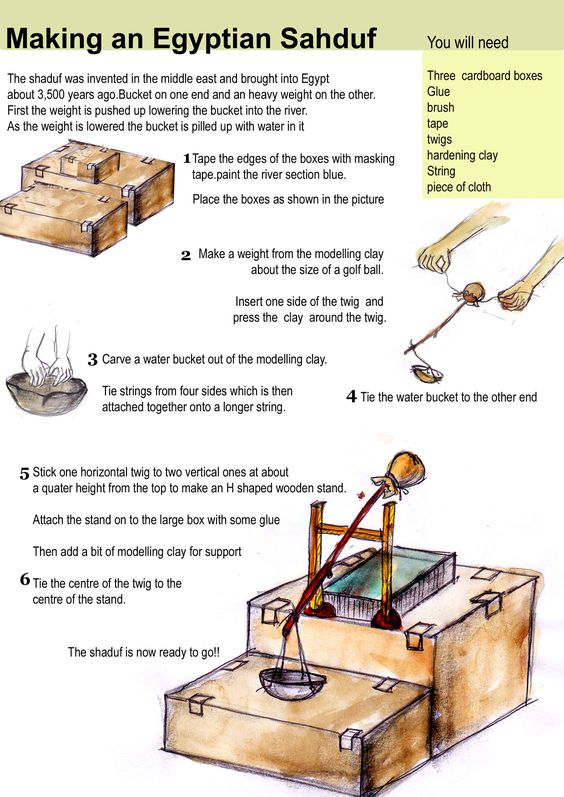 Making an Egyptian Sahduf
You will need
Three cardboard boxes
Glue
brush
tape
twigs
hardening clay
String
piece of cloth
The shaduf was invented in the middle east and brought into Egypt
about 3,500 years ago.Bucket on one end and an heavy weight on the other.
First the weight is pushed up lowering the bucket into the river.
As the weight is lowered the bucket is pilled up with water in it
1 Tape the edges of the boxes with masking
tape.paint the river section blue.
Place the boxes as shown in the picture
2 Make a weight from the modelling clay
about the size of a golf ball.
Insert one side of the twig and
press the clay around the twig.
3 Carve a water bucket out of the modelling clay.
Tie strings from four sides which is then
attached together onto a longer string.
4 Tie the water bucket to the other end
5 Stick one horizontal twig to two vertical ones at about
a quater height from the top to make an H shaped wooden stand.
Attach the stand on to the large box with some glue
Then add a bit of modelling clay for support
6 Tie the centre of the twig to the
centre of the stand.
The shaduf is now ready to go!!